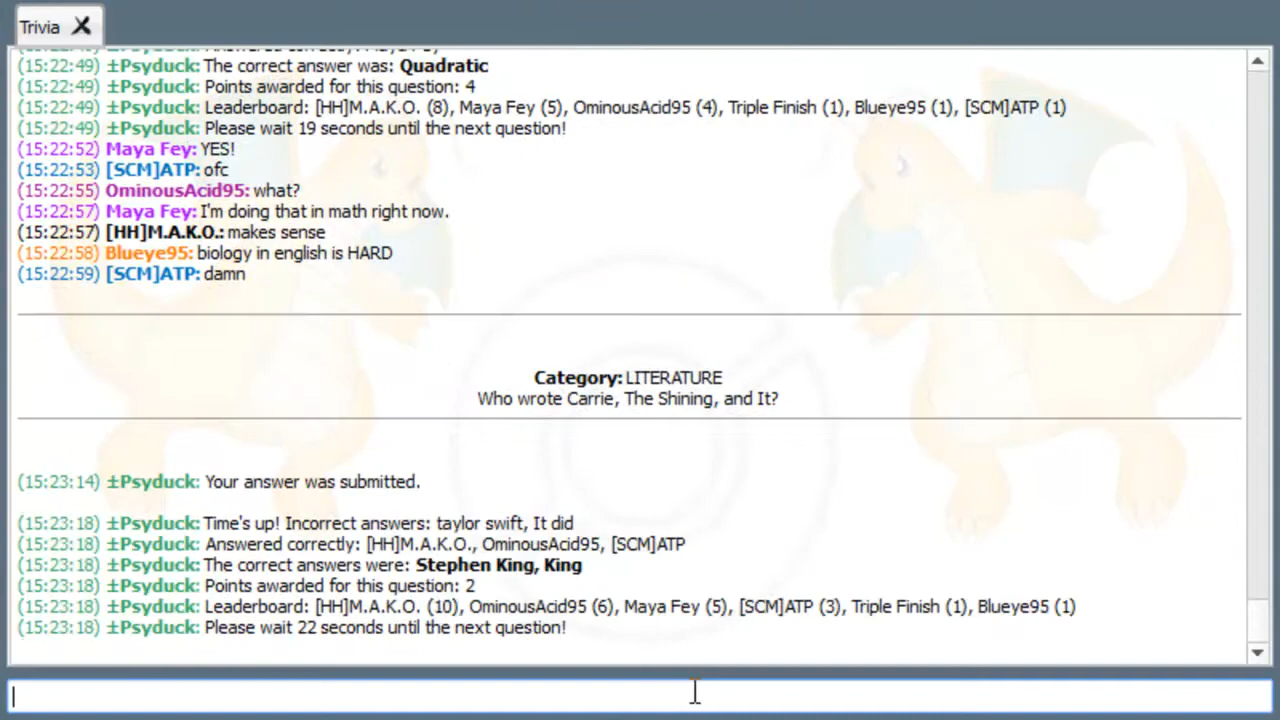 Trivia X
(15:22:49) ±Psyduck: The correct answer was: Quadratic
(15:22:49) ±Psyduck: Points awarded for this question: 4
(15:22:49) ±Psyduck: Leaderboard: [HH]M.A.K.O. (8), Maya Fey (5), OminousAcid95 (4), Triple Finish (1), Blueye95 (1), [SCM]ATP (1)
(15:22:49) ±Psyduck: Please wait 19 seconds until the next question!
(15:22:52) Maya Fey: YES!
(15:22:53) [SCM]ATP: ofc
(15:22:55) OminousAcid95: what?
(15:22:57) Maya Fey: I'm doing that in math right now.
(15:22:57) [HH]M.A.K.O.: makes sense
(15:22:58) Blueye95: biology in english is HARD
(15:22:59) [SCM]ATP: damn
Category: LITERATURE
Who wrote Carrie, The Shining, and It?
(15:23:14) ±Psyduck: Your answer was submitted.
(15:23:18) ±Psyduck: Time's up! Incorrect answers: taylor swift, It did
(15:23:18) ±Psyduck: Answered correctly: [HH]M.A.K.O., OminousAcid95, [SCM]ATP
(15:23:18) ±Psyduck: The correct answers were: Stephen King, King
(15:23:18) ±Psyduck: Points awarded for this question: 2
(15:23:18) ±Psyduck: Leaderboard: [HH]M.A.K.O. (10), OminousAcid95 (6), Maya Fey (5), [SCM]ATP (3), Triple Finish (1), Blueye95 (1)
(15:23:18) ±Psyduck: Please wait 22 seconds until the next question!